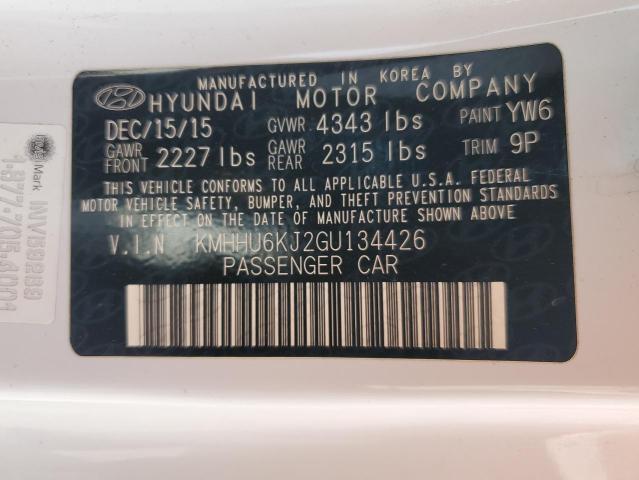 MANUFACTURED IN KOREA BY
HYUNDAI MOTOR COMPANY
DEC/15/15 GVWR 4343 lbs PAINT YW6
GAWR FRONT 2227 lbs GAWR REAR 2315 lbs TRIM 9P
THIS VEHICLE CONFORMS TO ALL APPLICABLE U.S.A. FEDERAL
MOTOR VEHICLE SAFETY, BUMPER, AND THEFT PREVENTION STANDARDS
IN EFFECT ON THE DATE OF MANUFACTURE SHOWN ABOVE.
V.I.N KMHHU6KJ2GU134426
PASSENGER CAR
Mark